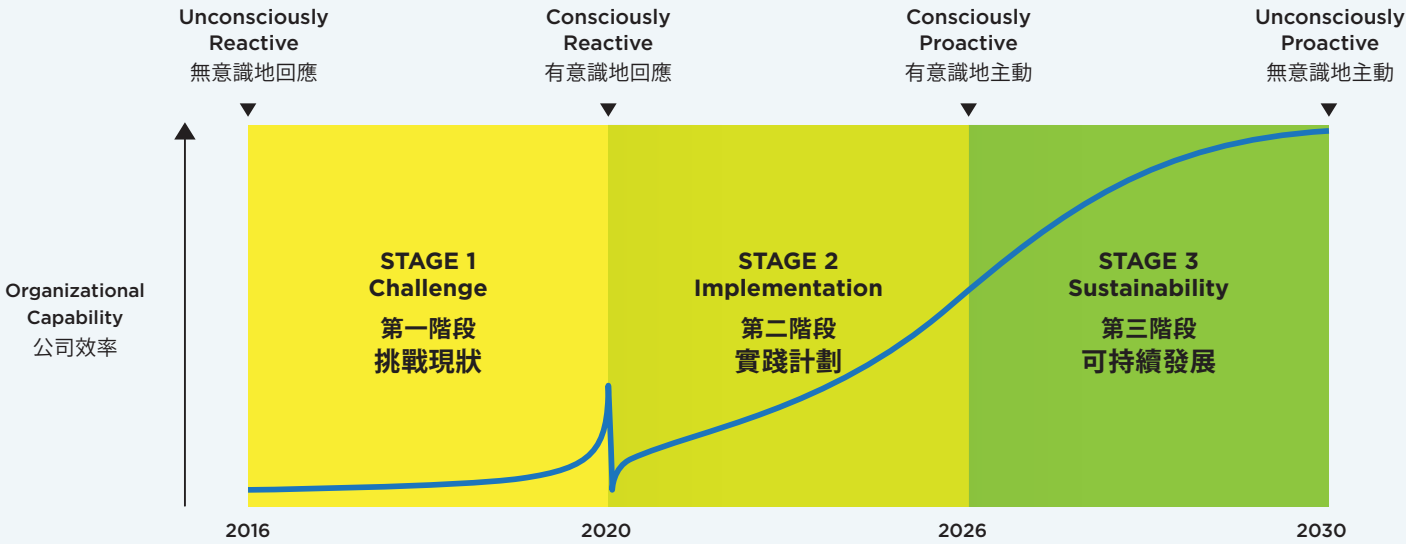 Unconsciously
Reactive
無意識地回應
Consciously
Reactive
有意識地回應
Consciously
Proactive
有意識地主動
Unconsciously
Proactive
無意識地主動
Organizational
Capability
公司效率
STAGE 1
Challenge
第一階段
挑戰現狀
STAGE 2
Implementation
第二階段
實踐計劃
STAGE 3
Sustainability
第三階段
可持續發展
2016
2020
2026
2030